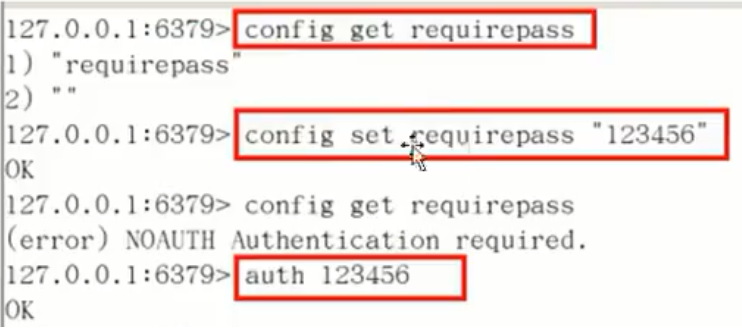 127.0.0.1:6379> config get requirepass
1) "requirepass"
2) ""
127.0.0.1:6379> config set requirepass "123456"
OK
127.0.0.1:6379> config get requirepass
(error) NOAUTH Authentication required.
127.0.0.1:6379> auth 123456
OK